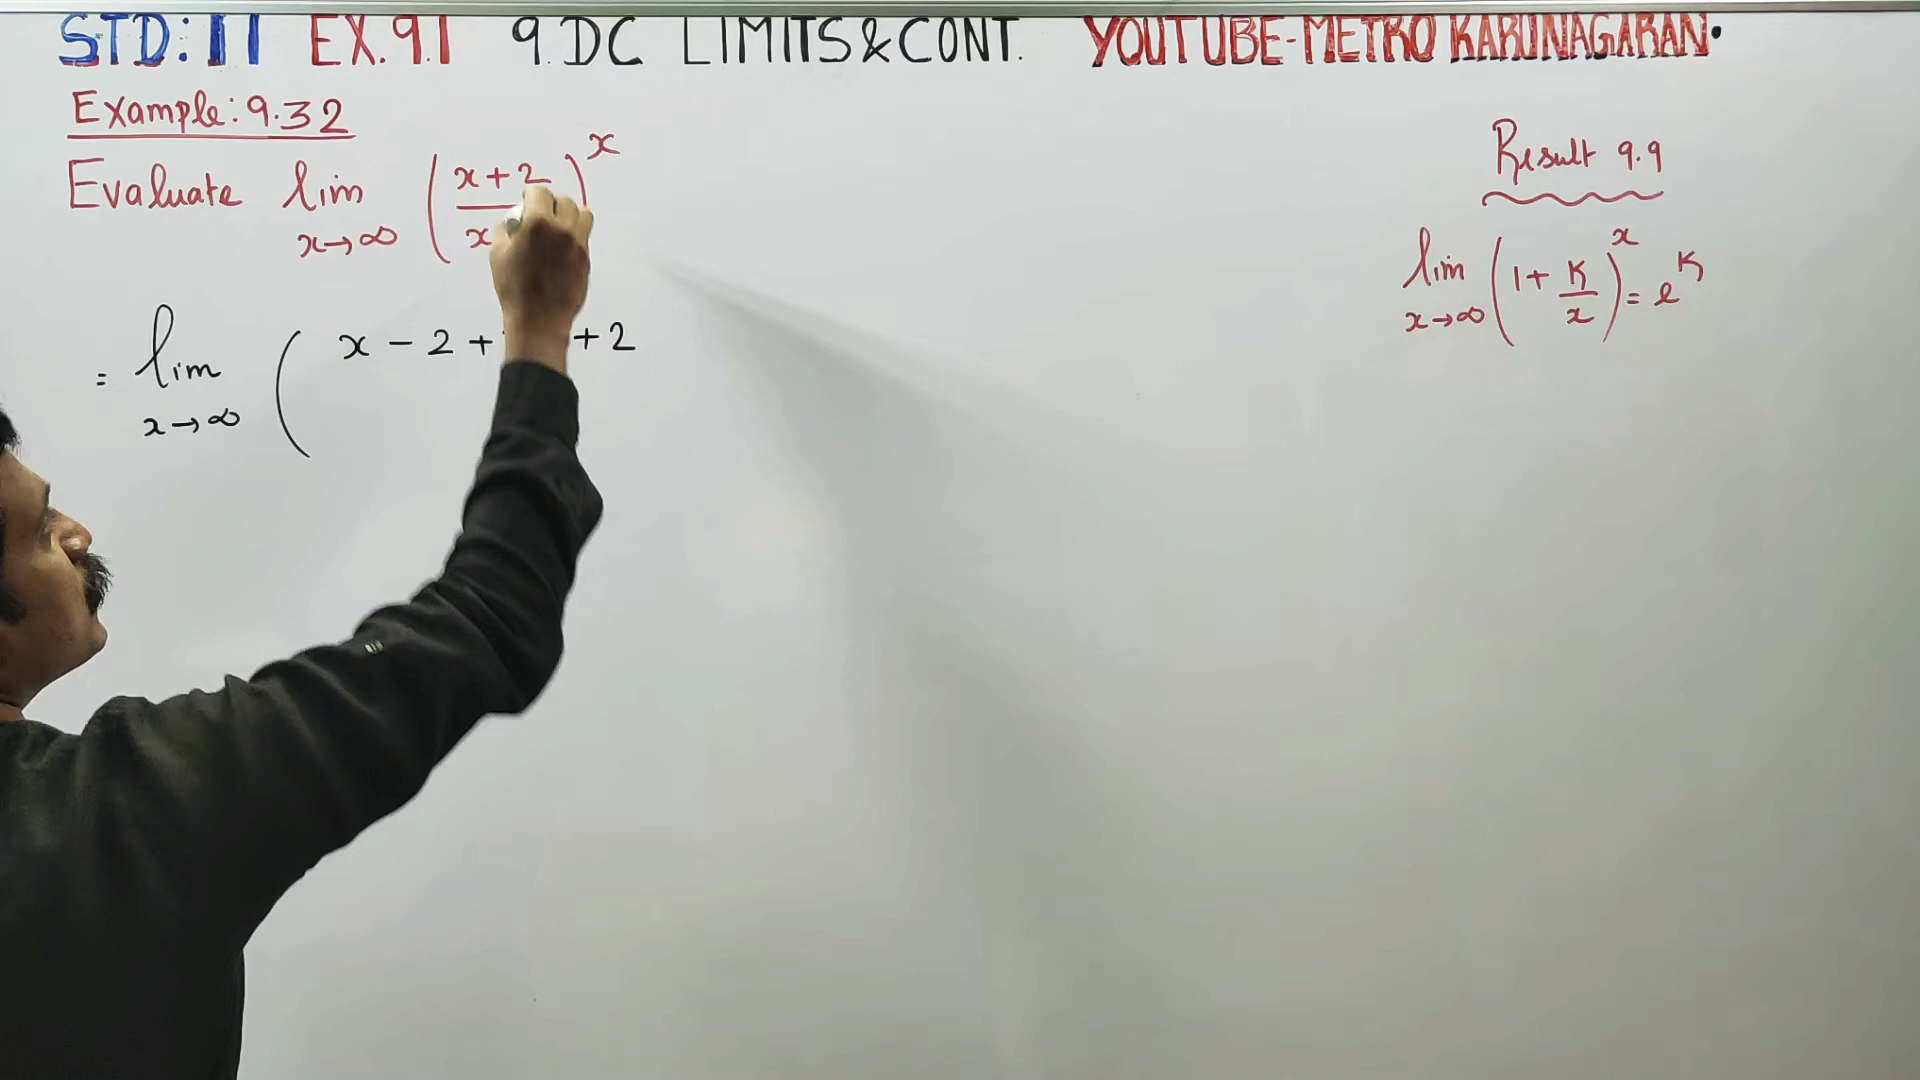 STD: 11 EX. 9.1 9. DC LIMITS & CONT. YOUTUBE-METRO KARUNAGARAN.
Example: 9.32
Evaluate lim x→∞ (x+2 / x )^x
= lim x→∞ ( x - 2 + +2
Result 9.9
lim x→∞ (1 + K/x)^x = e^K